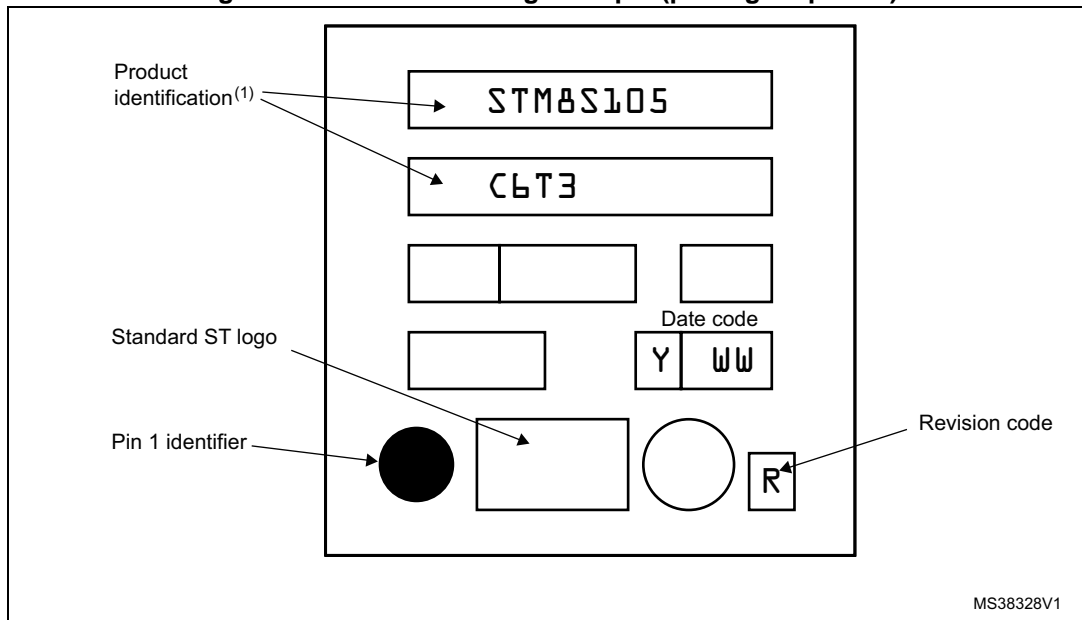 Product
identification(1)
STM8S105
C6T3
Date code
Standard ST logo
Y WW
Pin 1 identifier
Revision code
R
MS38328V1